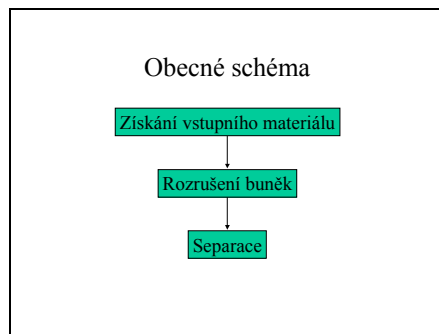 Obecné schéma
Získání vstupního materiálu
Rozrušení buněk
Separace